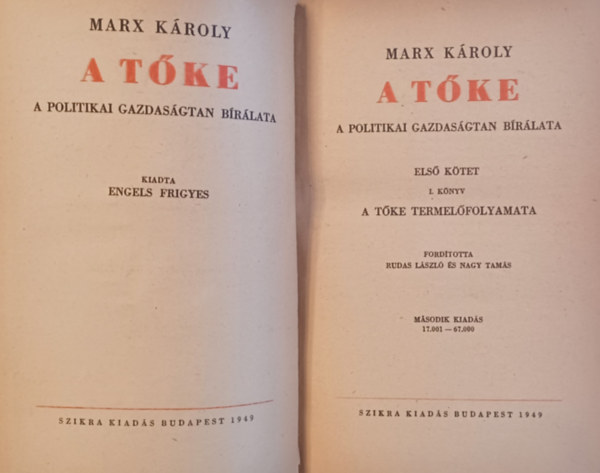 MARX KÁROLY
A TŐKE
A POLITIKAI GAZDASÁGTAN BÍRÁLATA
KIADTA
ENGELS FRIGYES
SZIKRA KIADÁS BUDAPEST 1949
MARX KÁROLY
A TŐKE
A POLITIKAI GAZDASÁGTAN BÍRÁLATA
ELSŐ KÖTET
I. KÖNYV
A TŐKE TERMELŐFOLYAMATA
FORDÍTOTTA
RUDAS LÁSZLÓ ÉS NAGY TAMÁS
MÁSODIK KIADÁS
17.001 — 67.000
SZIKRA KIADÁS BUDAPEST 1949